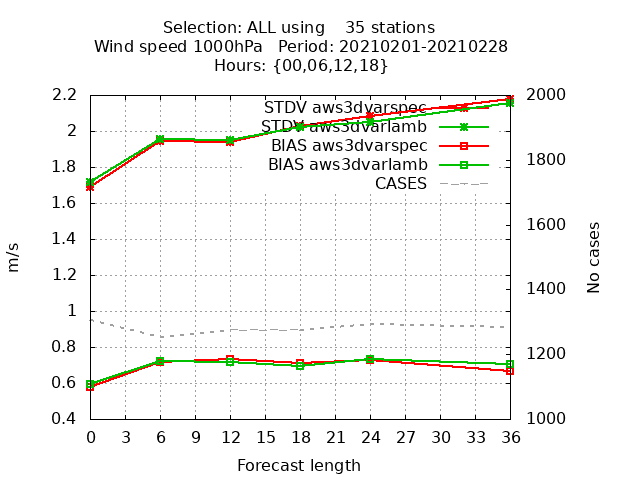 Selection: ALL using    35 stations
Wind speed 1000hPa   Period: 20210201-20210228
Hours: {00,06,12,18}
2.2
2
1.8
1.6
1.4
1.2
1
0.8
0.6
0.4
m/s
STDV aws3dvarspec
STDV aws3dvarlamb
BIAS aws3dvarspec
BIAS aws3dvarlamb
CASES
2000
1800
1600
1400
1200
1000
No cases
0 3 6 9 12 15 18 21 24 27 30 33 36
Forecast length